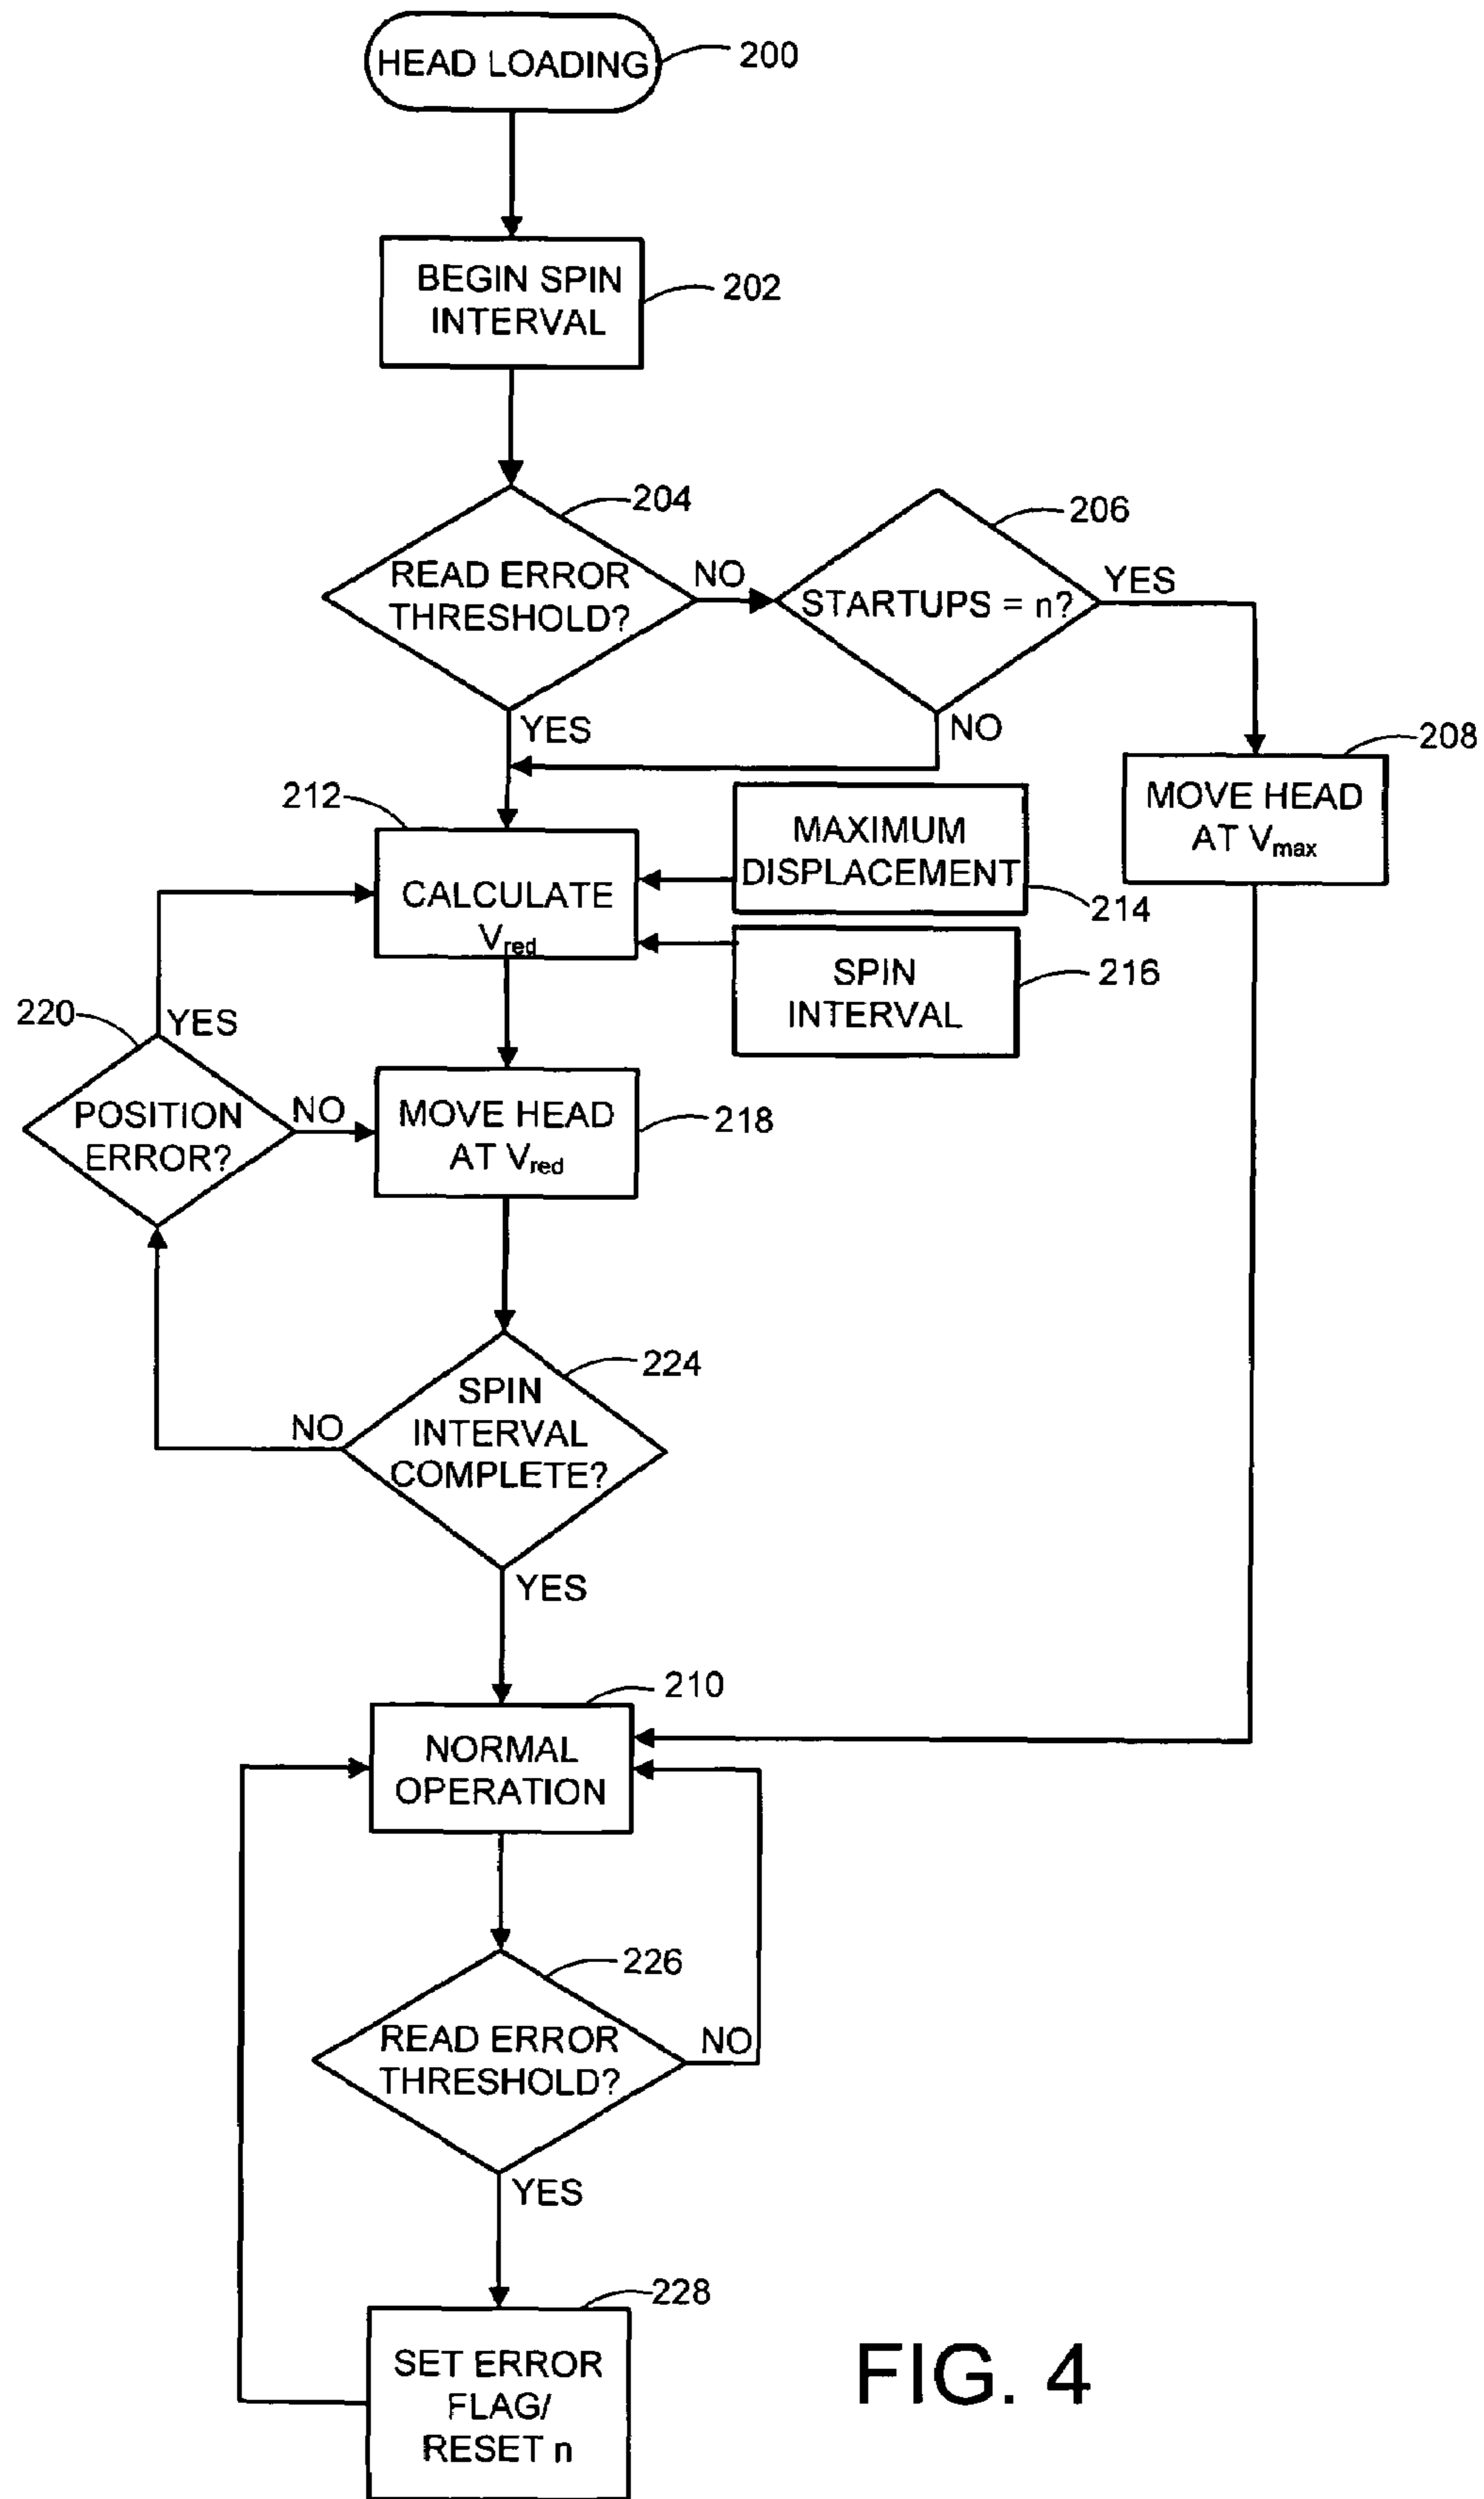 HEAD LOADING
200
BEGIN SPIN
INTERVAL
202
204
READ ERROR
THRESHOLD?
NO
YES
206
STARTUPS = n?
YES
NO
208
MOVE HEAD
AT Vmax
212
CALCULATE
Vred
MAXIMUM
DISPLACEMENT
214
SPIN
INTERVAL
216
220
YES
POSITION
ERROR?
NO
MOVE HEAD
AT Vred
218
224
SPIN
INTERVAL
COMPLETE?
NO
YES
210
NORMAL
OPERATION
226
READ ERROR
THRESHOLD?
NO
YES
228
SET ERROR
FLAG/
RESET n
FIG. 4